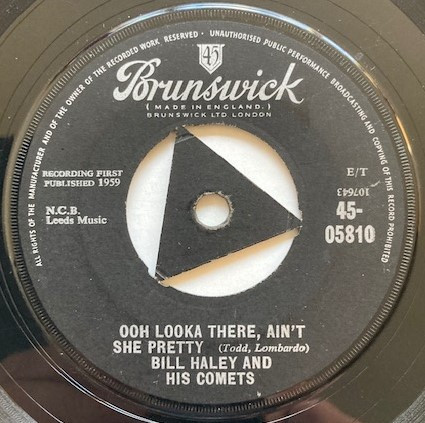 ALL RIGHTS OF THE MANUFACTURER AND OF THE OWNER OF THE RECORDED WORK RESERVED · UNAUTHORISED PUBLIC PERFORMANCE BROADCASTING AND COPYING OF THIS RECORD PROHIBITED
45
Brunswick
(MADE IN ENGLAND.)
BRUNSWICK LTD. LONDON
RECORDING FIRST
PUBLISHED 1959
N.C.B.
Leeds Music
E/T
107643
45-
05810
OOH LOOKA THERE, AIN'T
SHE PRETTY (Todd, Lombardo)
BILL HALEY AND
HIS COMETS